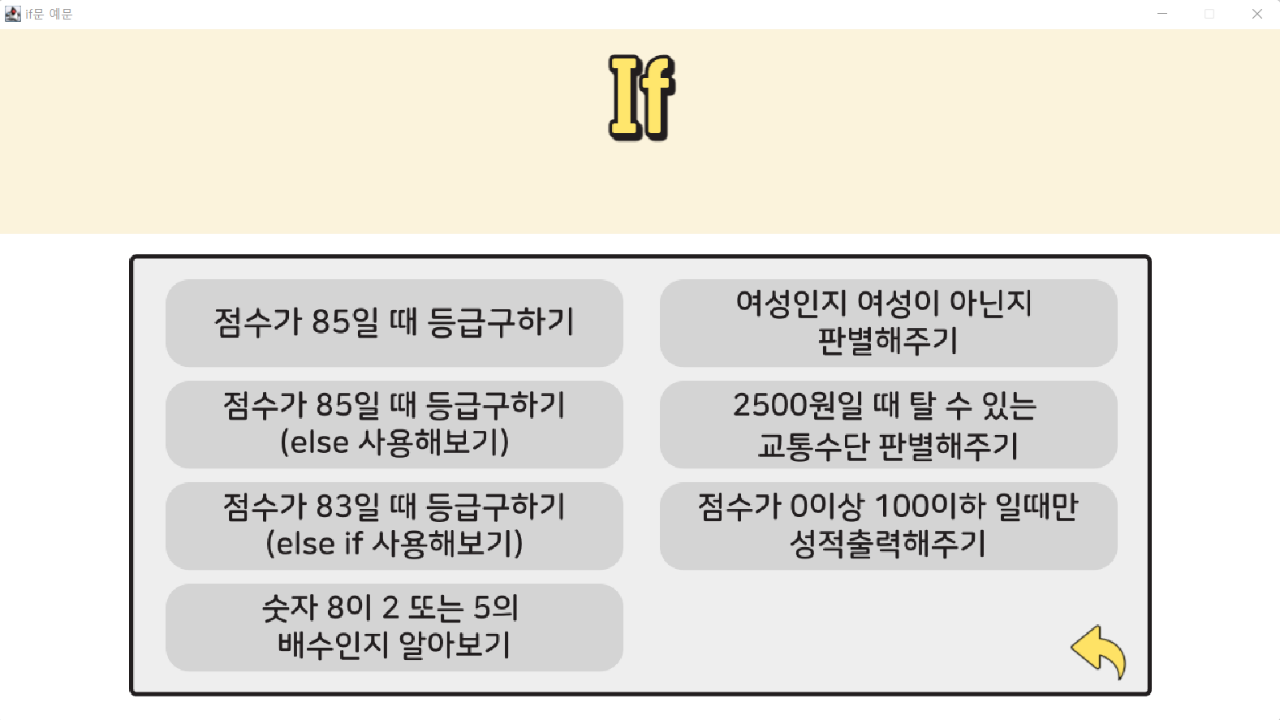 if문 예문
If
점수가 85일 때 등급구하기
점수가 85일 때 등급구하기
(else 사용해보기)
점수가 83일 때 등급구하기
(else if 사용해보기)
숫자 8이 2 또는 5의
배수인지 알아보기
여성인지 여성이 아닌지
판별해주기
2500원일 때 탈 수 있는
교통수단 판별해주기
점수가 0이상 100이하 일때만
성적출력해주기